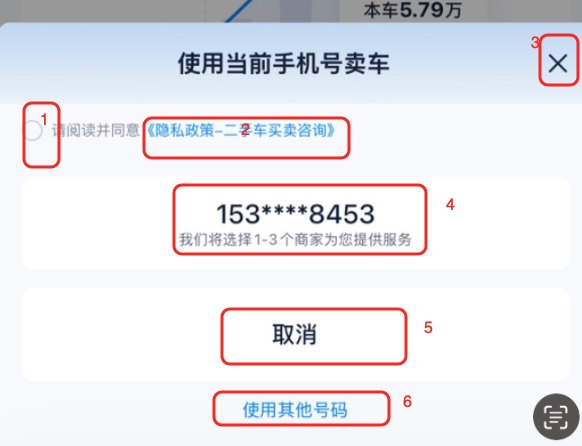 本车5.79万
使用当前手机号卖车
3
1
请阅读并同意《隐私政策-二手车买卖咨询》
2
153****8453
4
我们将选择1-3个商家为您提供服务
取消
5
使用其他号码
6